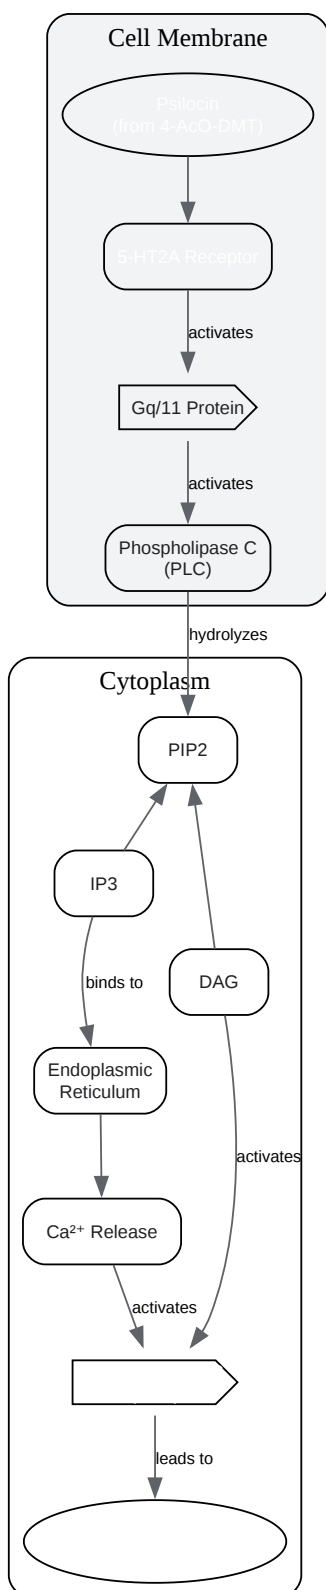 Cell Membrane
Psilocin
(from 4-AcO-DMT)
5-HT2A Receptor
activates
Gq/11 Protein
activates
Phospholipase C
(PLC)
hydrolyzes
Cytoplasm
PIP2
IP3
binds to
DAG
Endoplasmic
Reticulum
activates
Ca²⁺ Release
activates
leads to